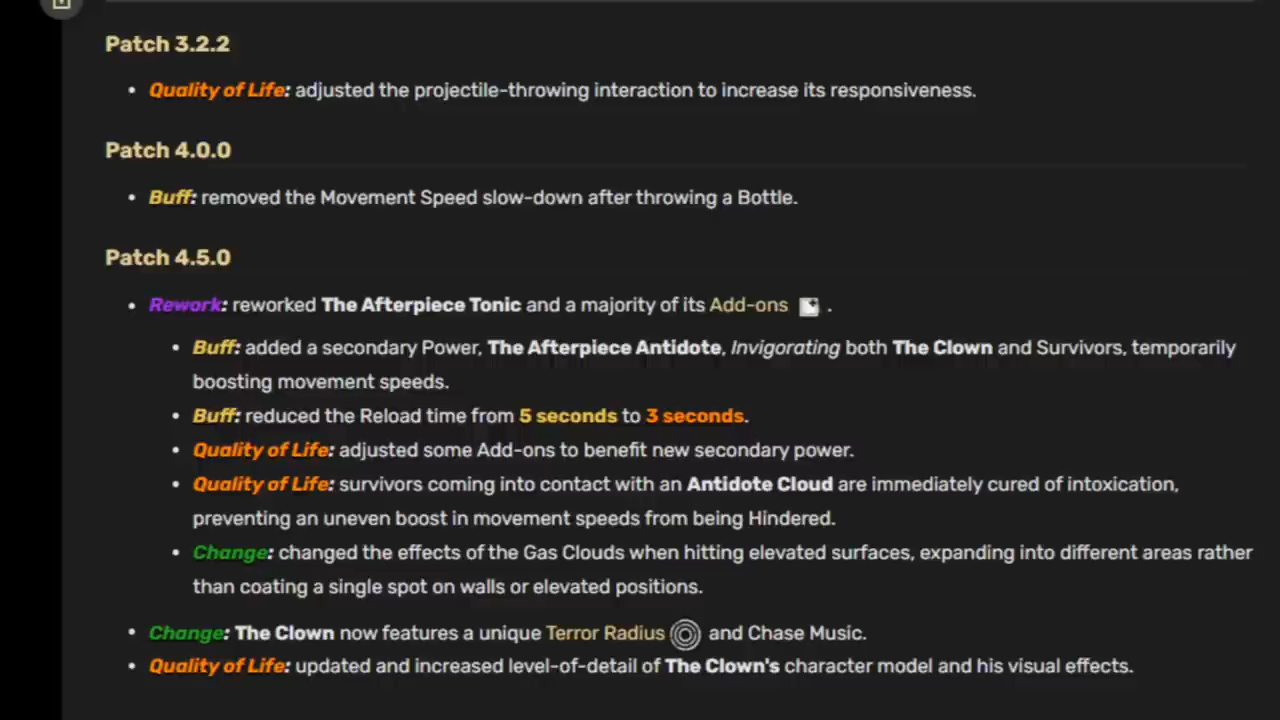 Patch 3.2.2
• Quality of Life: adjusted the projectile-throwing interaction to increase its responsiveness.
Patch 4.0.0
• Buff: removed the Movement Speed slow-down after throwing a Bottle.
Patch 4.5.0
• Rework: reworked The Afterpiece Tonic and a majority of its Add-ons .
• Buff: added a secondary Power, The Afterpiece Antidote, Invigorating both The Clown and Survivors, temporarily
boosting movement speeds.
• Buff: reduced the Reload time from 5 seconds to 3 seconds.
• Quality of Life: adjusted some Add-ons to benefit new secondary power.
• Quality of Life: survivors coming into contact with an Antidote Cloud are immediately cured of intoxication,
preventing an uneven boost in movement speeds from being Hindered.
• Change: changed the effects of the Gas Clouds when hitting elevated surfaces, expanding into different areas rather
than coating a single spot on walls or elevated positions.
• Change: The Clown now features a unique Terror Radius and Chase Music.
• Quality of Life: updated and increased level-of-detail of The Clown's character model and his visual effects.